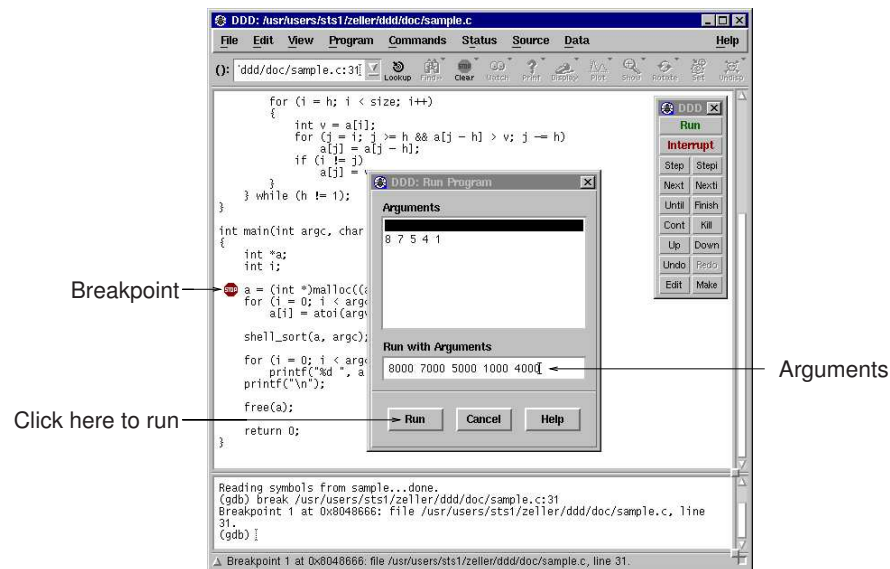 DDD: /usr/users/sts1/zeller/ddd/doc/sample.c
File Edit View Program Commands Status Source Data Help
(): ddd/doc/sample.c:31 Lookup Find» Clear Watch Print Display Plot Show Rotate Set Undisp
for (i = h; i < size; i++)
{
int v = a[i];
for (j = i; j >= h && a[j - h] > v; j -= h)
a[j] = a[j - h];
if (i != j)
a[j] =
}
} while (h != 1);
}
int main(int argc, char
{
int *a;
int i;
a = (int *)malloc((a
for (i = 0; i < argc
a[i] = atoi(argv
shell_sort(a, argc);
for (i = 0; i < argc
printf("%d ", a
printf("\n");
free(a);
return 0;
}
DDD
Run
Interrupt
Step Stepi
Next Nexti
Until Finish
Cont Kill
Up Down
Undo Redo
Edit Make
DDD: Run Program
Arguments
8 7 5 4 1
Run with Arguments
8000 7000 5000 1000 4000
Run Cancel Help
Breakpoint
STOP
Arguments
Click here to run
Reading symbols from sample...done.
(gdb) break /usr/users/sts1/zeller/ddd/doc/sample.c:31
Breakpoint 1 at 0x8048666: file /usr/users/sts1/zeller/ddd/doc/sample.c, line
31.
(gdb)
Breakpoint 1 at 0x8048666: file /usr/users/sts1/zeller/ddd/doc/sample.c, line 31.